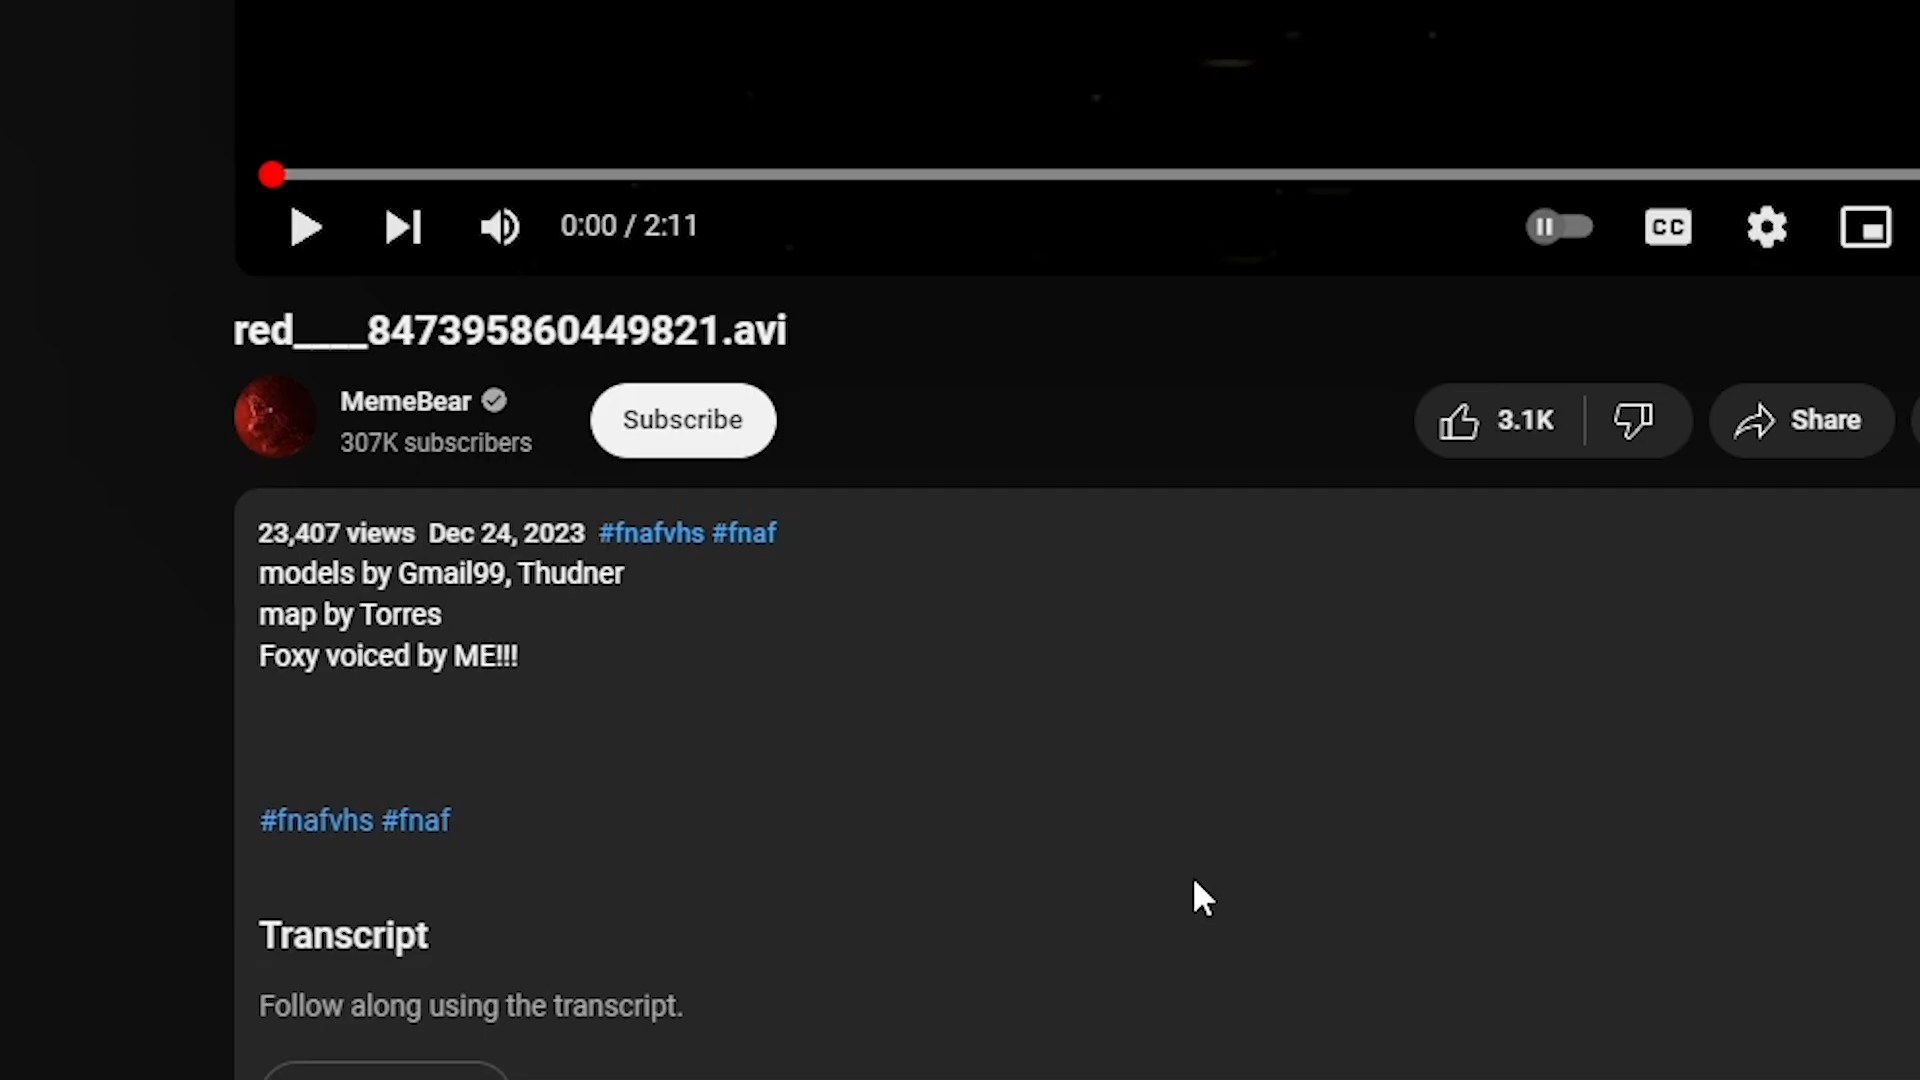 0:00 / 2:11
CC
red____847395860449821.avi
MemeBear
307K subscribers
Subscribe
3.1K
Share
23,407 views Dec 24, 2023 #fnafvhs #fnaf
models by Gmail99, Thudner
map by Torres
Foxy voiced by ME!!!
#fnafvhs #fnaf
Transcript
Follow along using the transcript.